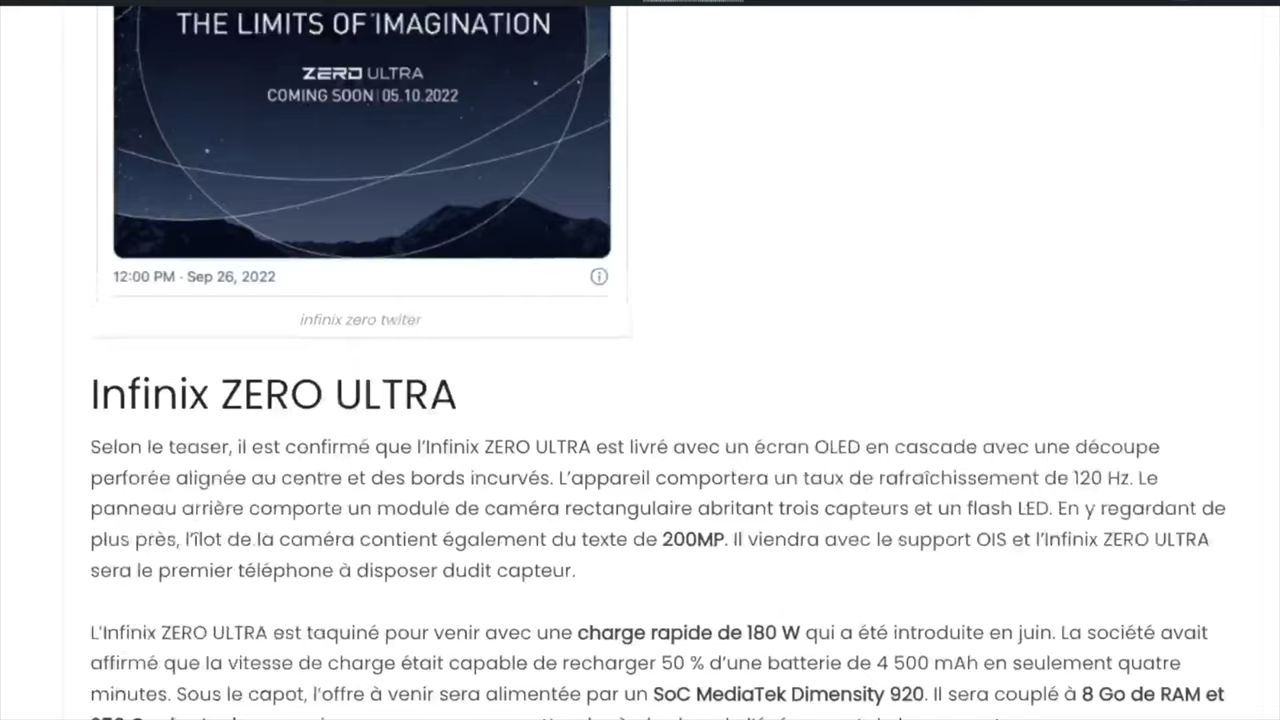 THE LIMITS OF IMAGINATION
ZERO ULTRA
COMING SOON | 05.10.2022
12:00 PM · Sep 26, 2022
infinix zero twiter
Infinix ZERO ULTRA
Selon le teaser, il est confirmé que l’Infinix ZERO ULTRA est livré avec un écran OLED en cascade avec une découpe
perforée alignée au centre et des bords incurvés. L’appareil comportera un taux de rafraîchissement de 120 Hz. Le
panneau arrière comporte un module de caméra rectangulaire abritant trois capteurs et un flash LED. En y regardant de
plus près, l’îlot de la caméra contient également du texte de 200MP. Il viendra avec le support OIS et l’Infinix ZERO ULTRA
sera le premier téléphone à disposer dudit capteur.
L’Infinix ZERO ULTRA est taquiné pour venir avec une charge rapide de 180 W qui a été introduite en juin. La société avait
affirmé que la vitesse de charge était capable de recharger 50 % d’une batterie de 4 500 mAh en seulement quatre
minutes. Sous le capot, l’offre à venir sera alimentée par un SoC MediaTek Dimensity 920. Il sera couplé à 8 Go de RAM et